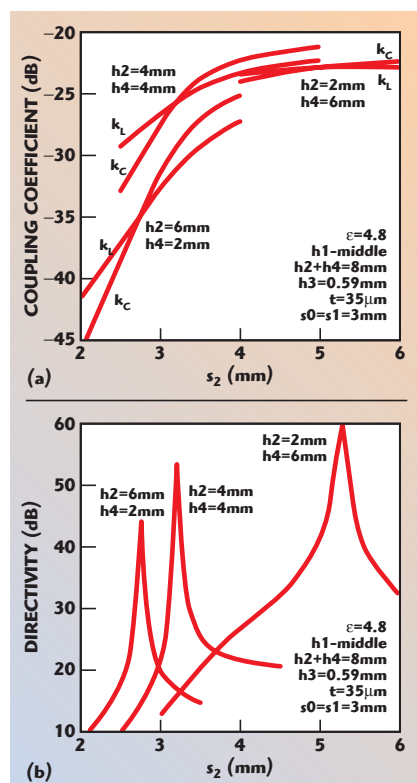 –20
–25
–30
–35
–40
–45
COUPLING COEFFICIENT (dB)
h2=4mm
h4=4mm
kC
kL
h2=2mm
h4=6mm
kL
kC
h2=6mm
h4=2mm
kL
kC
ε=4.8
h1-middle
h2+h4=8mm
h3=0.59mm
t=35μm
s0=s1=3mm
2 3 4 5 6
s2 (mm)
(a)
60
50
40
30
20
10
DIRECTIVITY (dB)
h2=2mm
h4=6mm
h2=6mm
h4=2mm
h2=4mm
h4=4mm
ε=4.8
h1-middle
h2+h4=8mm
h3=0.59mm
t=35μm
s0=s1=3mm
2 3 4 5 6
s2 (mm)
(b)